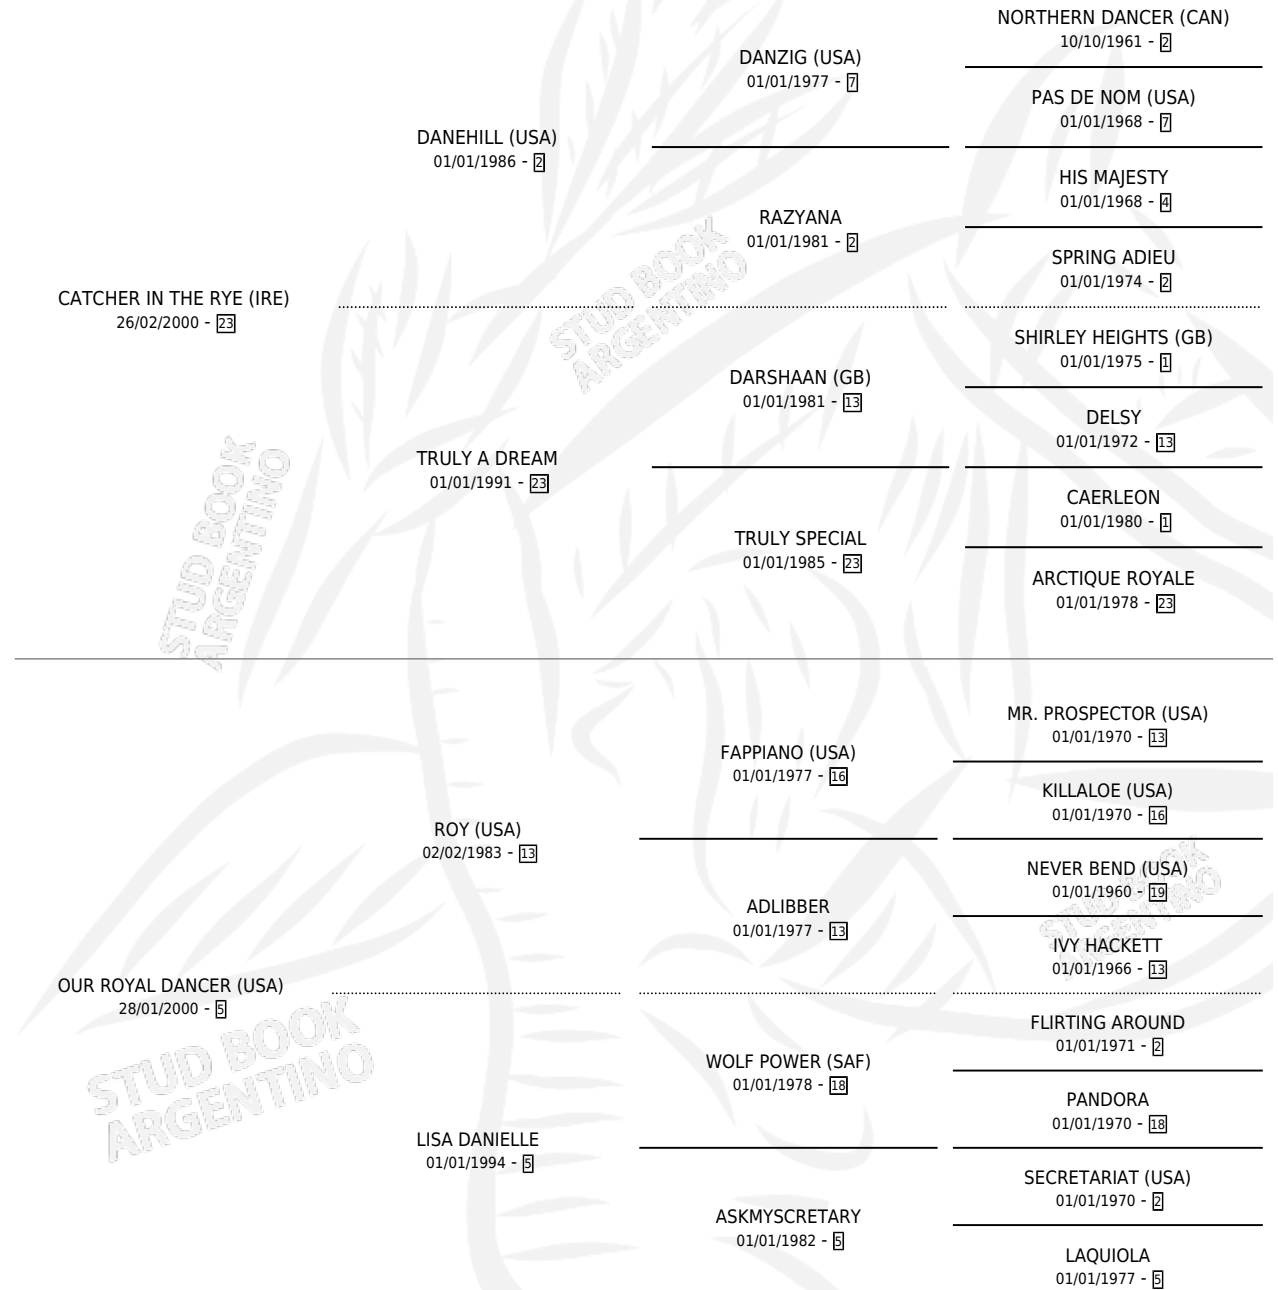 NORTHERN DANCER (CAN)
10/10/1961 - 2
DANZIG (USA)
01/01/1977 - 7
PAS DE NOM (USA)
01/01/1968 - 7
DANEHILL (USA)
01/01/1986 - 2
HIS MAJESTY
01/01/1968 - 4
RAZYANA
01/01/1981 - 2
SPRING ADIEU
01/01/1974 - 2
CATCHER IN THE RYE (IRE)
26/02/2000 - 23
SHIRLEY HEIGHTS (GB)
01/01/1975 - 1
DARSHAAN (GB)
01/01/1981 - 13
DELSY
01/01/1972 - 13
TRULY A DREAM
01/01/1991 - 23
CAERLEON
01/01/1980 - 1
TRULY SPECIAL
01/01/1985 - 23
ARCTIQUE ROYALE
01/01/1978 - 23
MR. PROSPECTOR (USA)
01/01/1970 - 13
FAPPIANO (USA)
01/01/1977 - 16
KILLALOE (USA)
01/01/1970 - 16
ROY (USA)
02/02/1983 - 13
NEVER BEND (USA)
01/01/1960 - 19
ADLIBBER
01/01/1977 - 13
IVY HACKETT
01/01/1966 - 13
OUR ROYAL DANCER (USA)
28/01/2000 - 5
FLIRTING AROUND
01/01/1971 - 2
WOLF POWER (SAF)
01/01/1978 - 18
PANDORA
01/01/1970 - 18
LISA DANIELLE
01/01/1994 - 5
SECRETARIAT (USA)
01/01/1970 - 2
ASKMYSCRETARY
01/01/1982 - 5
LAQUIOLA
01/01/1977 - 5
STUD BOOK
ARGENTINO
STUD BOOK
ARGENTINO
STUD BOOK
ARGENTINO
STUD BOOK
ARGENTINO